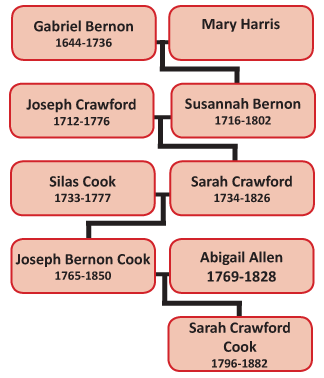 Gabriel Bernon
1644-1736
Mary Harris
Joseph Crawford
1712-1776
Susannah Bernon
1716-1802
Silas Cook
1733-1777
Sarah Crawford
1734-1826
Joseph Bernon Cook
1765-1850
Abigail Allen
1769-1828
Sarah Crawford
Cook
1796-1882